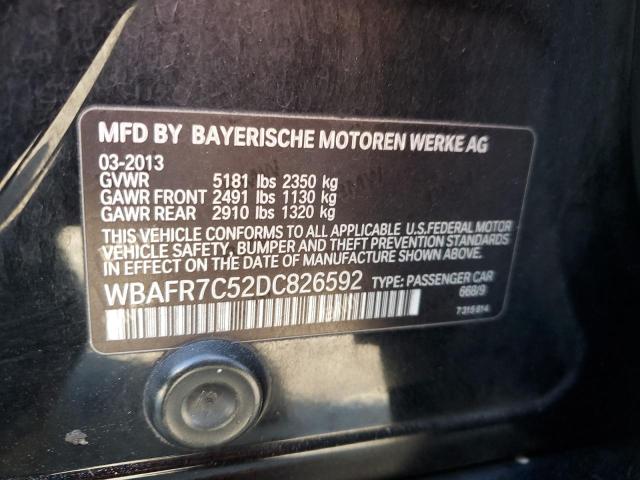 MFD BY BAYERISCHE MOTOREN WERKE AG
03-2013
GVWR 5181 lbs 2350 kg
GAWR FRONT 2491 lbs 1130 kg
GAWR REAR 2910 lbs 1320 kg
THIS VEHICLE CONFORMS TO ALL APPLICABLE U.S.FEDERAL MOTOR
VEHICLE SAFETY, BUMPER AND THEFT PREVENTION STANDARDS
IN EFFECT ON THE DATE OF MANUFACTURE SHOWN ABOVE.
WBAFR7C52DC826592 TYPE: PASSENGER CAR
668/9
7315814